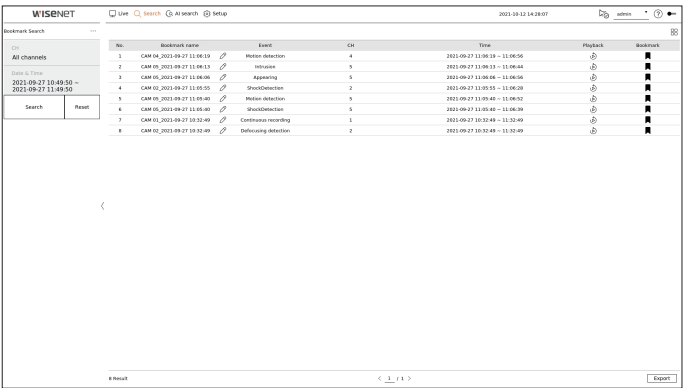 WISENET
Live Search AI search Setup
2021-10-12 14:28:07
admin
Bookmark Search
CH
All channels
Date & Time
2021-09-27 10:49:50 ~
2021-09-27 11:49:50
Search Reset
No. Bookmark name Event CH Time Playback Bookmark
1 CAM 04_2021-09-27 11:06:19 Motion detection 4 2021-09-27 11:06:19 ~ 11:06:56
2 CAM 05_2021-09-27 11:06:13 Intrusion 5 2021-09-27 11:06:13 ~ 11:06:44
3 CAM 05_2021-09-27 11:06:06 Appearing 5 2021-09-27 11:06:06 ~ 11:06:56
4 CAM 02_2021-09-27 11:05:55 ShockDetection 2 2021-09-27 11:05:55 ~ 11:06:28
5 CAM 05_2021-09-27 11:05:40 Motion detection 5 2021-09-27 11:05:40 ~ 11:06:52
6 CAM 05_2021-09-27 11:05:40 ShockDetection 5 2021-09-27 11:05:40 ~ 11:06:39
7 CAM 01_2021-09-27 10:32:49 Continuous recording 1 2021-09-27 10:32:49 ~ 11:32:49
8 CAM 02_2021-09-27 10:32:49 Defocusing detection 2 2021-09-27 10:32:49 ~ 11:32:49
8 Result
1 / 1
Export